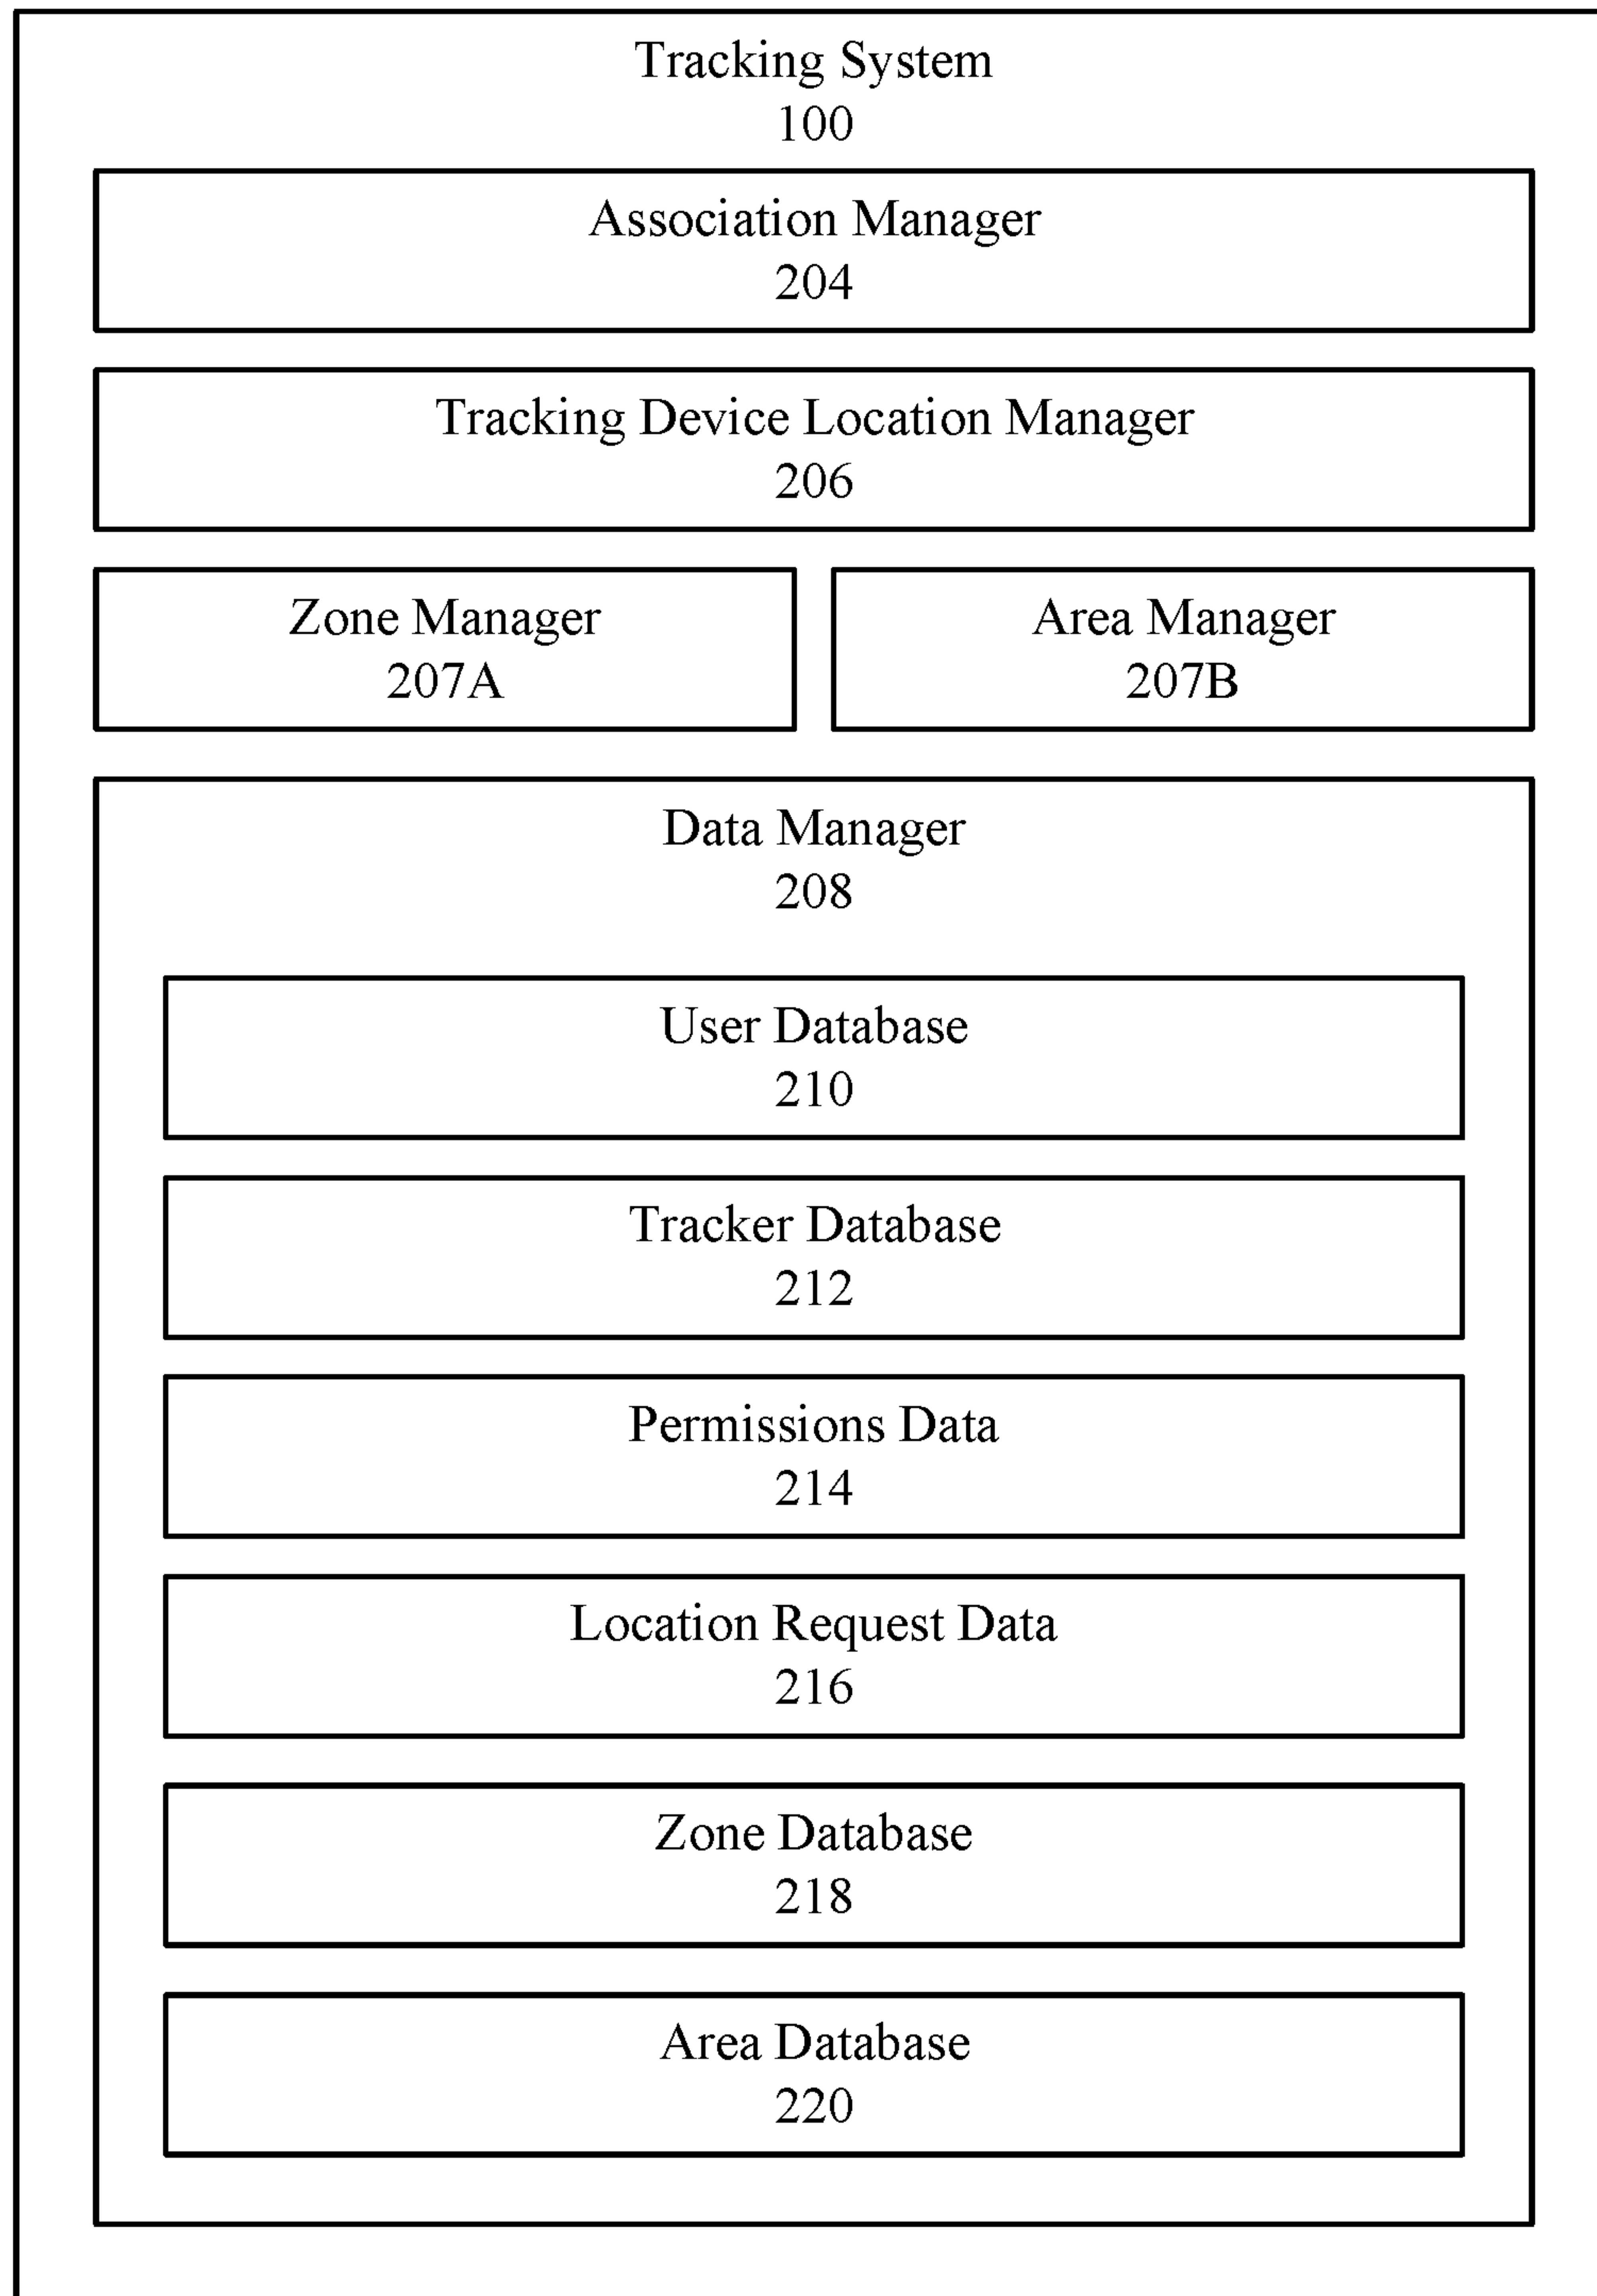 Tracking System
100
Association Manager
204
Tracking Device Location Manager
206
Zone Manager
207A
Area Manager
207B
Data Manager
208
User Database
210
Tracker Database
212
Permissions Data
214
Location Request Data
216
Zone Database
218
Area Database
220